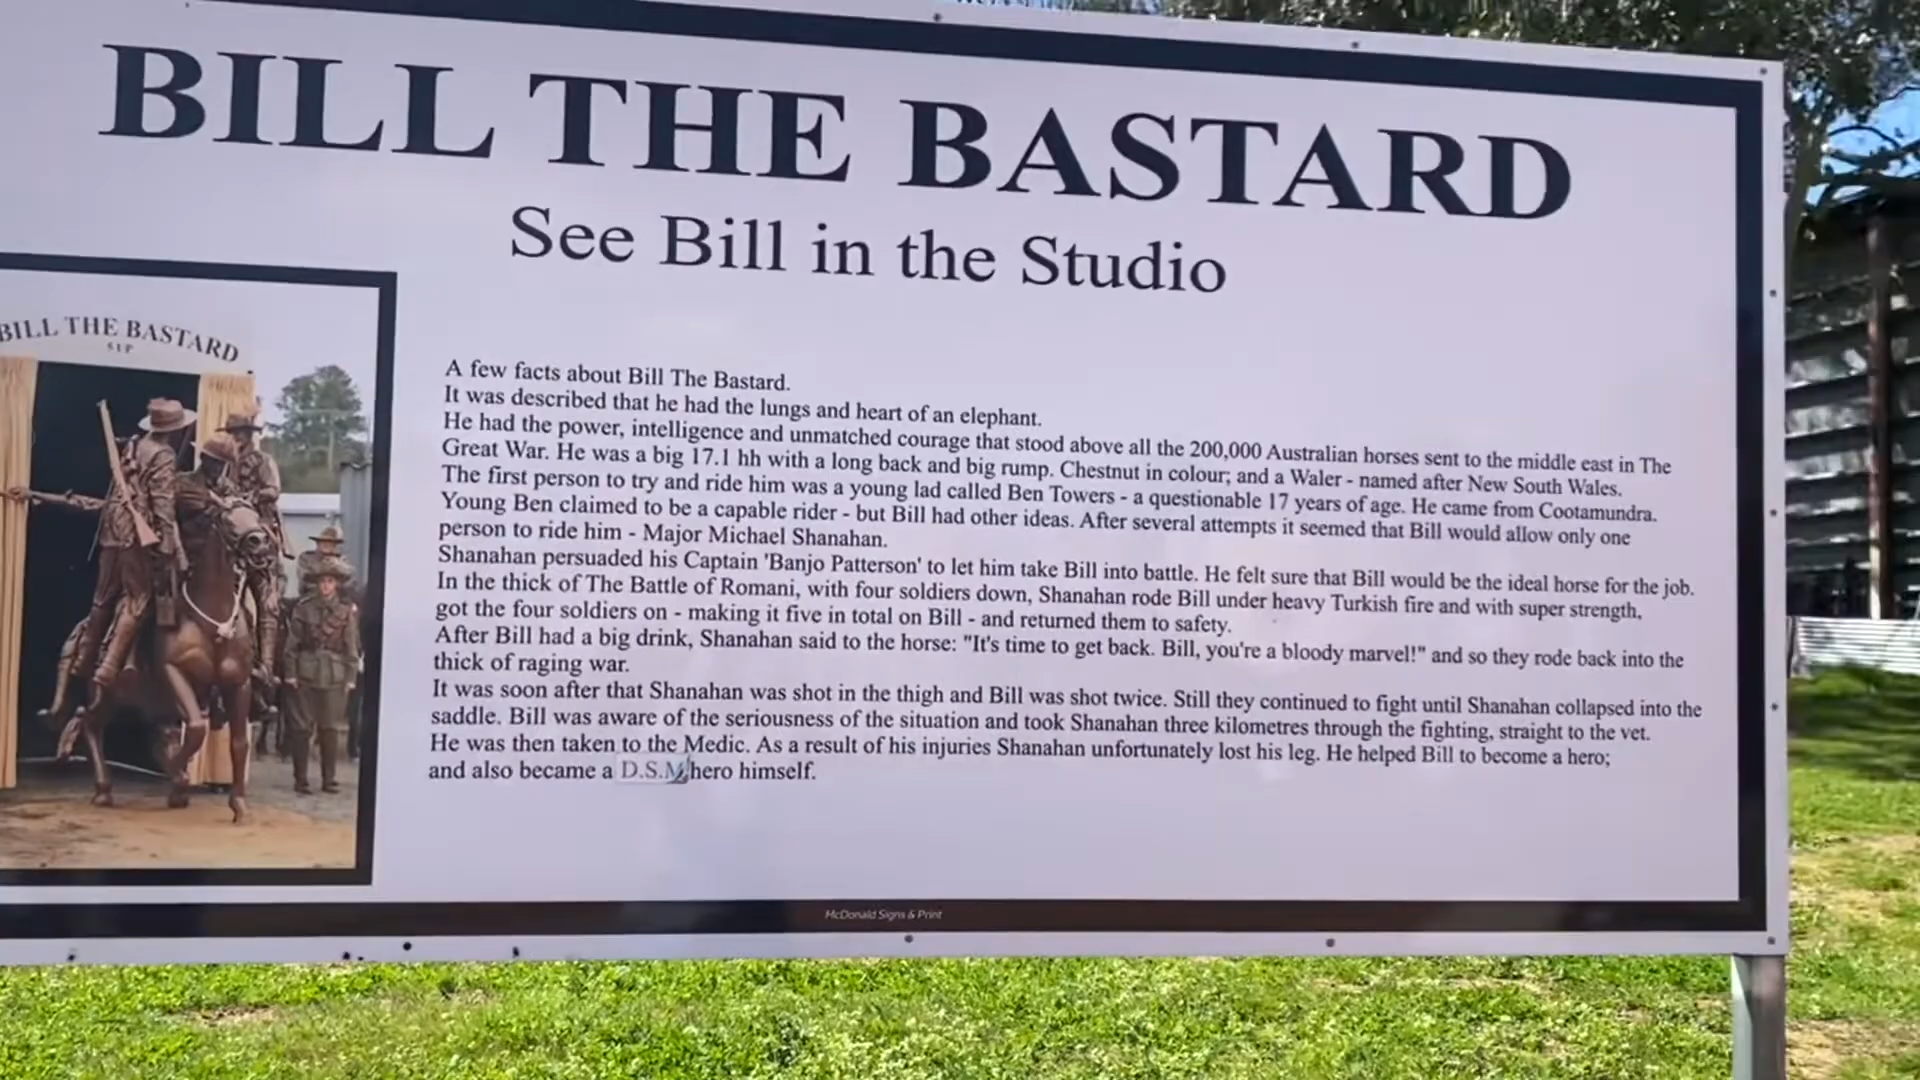 BILL THE BASTARD
See Bill in the Studio
BILL THE BASTARD
A few facts about Bill The Bastard.
It was described that he had the lungs and heart of an elephant.
He had the power, intelligence and unmatched courage that stood above all the 200,000 Australian horses sent to the middle east in The
Great War. He was a big 17.1 hh with a long back and big rump. Chestnut in colour; and a Waler - named after New South Wales.
The first person to try and ride him was a young lad called Ben Towers - a questionable 17 years of age. He came from Cootamundra.
Young Ben claimed to be a capable rider - but Bill had other ideas. After several attempts it seemed that Bill would allow only one
person to ride him - Major Michael Shanahan.
Shanahan persuaded his Captain 'Banjo Patterson' to let him take Bill into battle. He felt sure that Bill would be the ideal horse for the job.
In the thick of The Battle of Romani, with four soldiers down, Shanahan rode Bill under heavy Turkish fire and with super strength,
got the four soldiers on - making it five in total on Bill - and returned them to safety.
After Bill had a big drink, Shanahan said to the horse: "It's time to get back. Bill, you're a bloody marvel!" and so they rode back into the
thick of raging war.
It was soon after that Shanahan was shot in the thigh and Bill was shot twice. Still they continued to fight until Shanahan collapsed into the
saddle. Bill was aware of the seriousness of the situation and took Shanahan three kilometres through the fighting, straight to the vet.
He was then taken to the Medic. As a result of his injuries Shanahan unfortunately lost his leg. He helped Bill to become a hero;
and also became a D.S.M hero himself.
McDonald Signs & Print